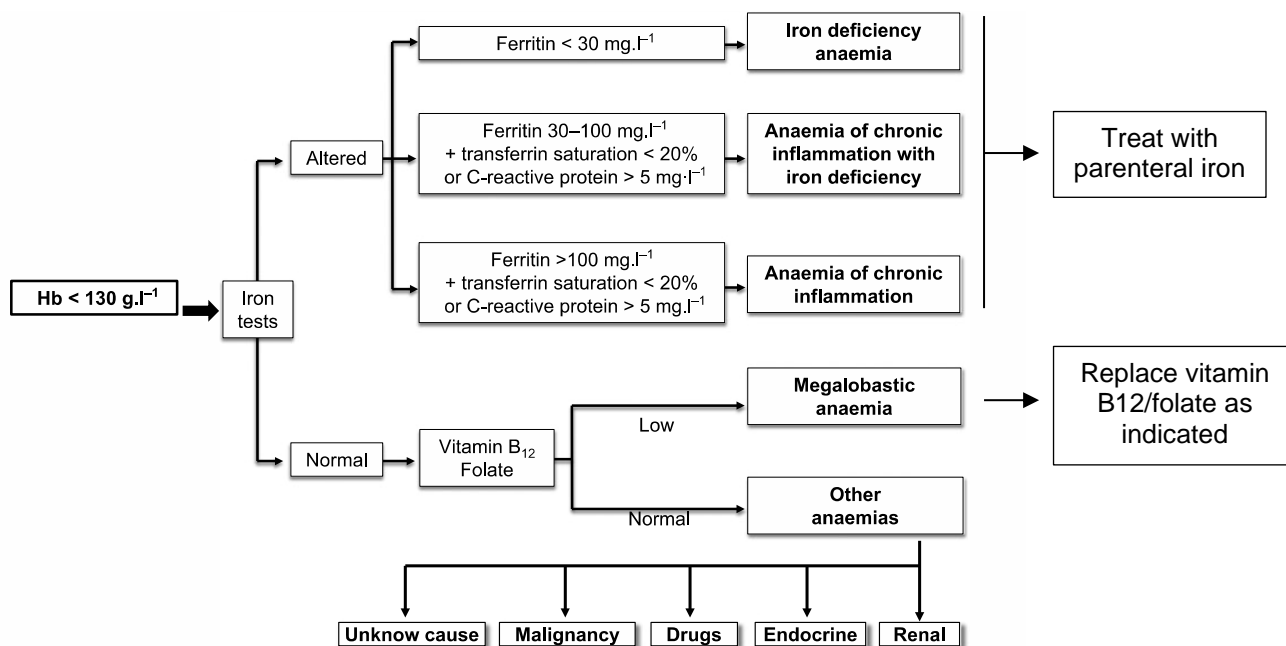 Ferritin < 30 mg.l⁻¹
Iron deficiency
anaemia
Ferritin 30–100 mg.l⁻¹
+ transferrin saturation < 20%
or C-reactive protein > 5 mg·l⁻¹
Anaemia of chronic
inflammation with
iron deficiency
Altered
Treat with
parenteral iron
Ferritin >100 mg.l⁻¹
+ transferrin saturation < 20%
or C-reactive protein > 5 mg.l⁻¹
Anaemia of chronic
inflammation
Hb < 130 g.l⁻¹
Iron
tests
Megalobastic
anaemia
Replace vitamin
B12/folate as
indicated
Low
Normal
Vitamin B₁₂
Folate
Other
anaemias
Normal
Unknow cause
Malignancy
Drugs
Endocrine
Renal